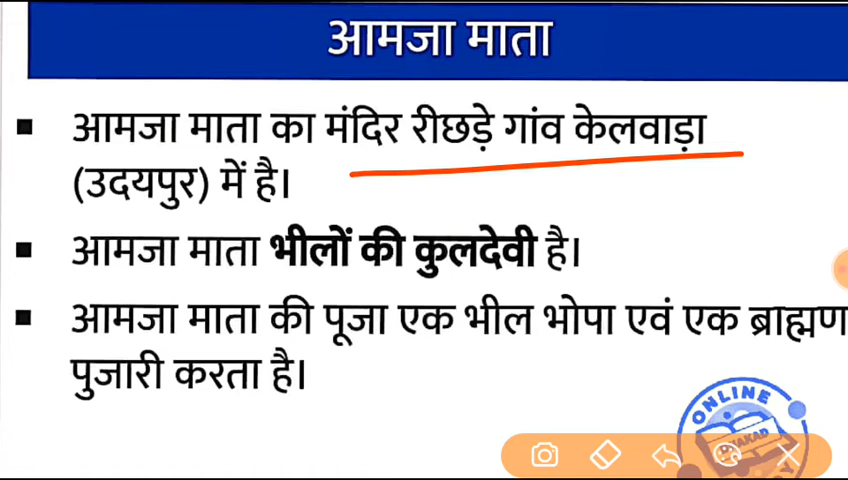 आमजा माता
▪ आमजा माता का मंदिर रीछड़े गांव केलवाड़ा
(उदयपुर) में है।
▪ आमजा माता भीलों की कुलदेवी है।
▪ आमजा माता की पूजा एक भील भोपा एवं एक ब्राह्मण
पुजारी करता है।
ONLINE